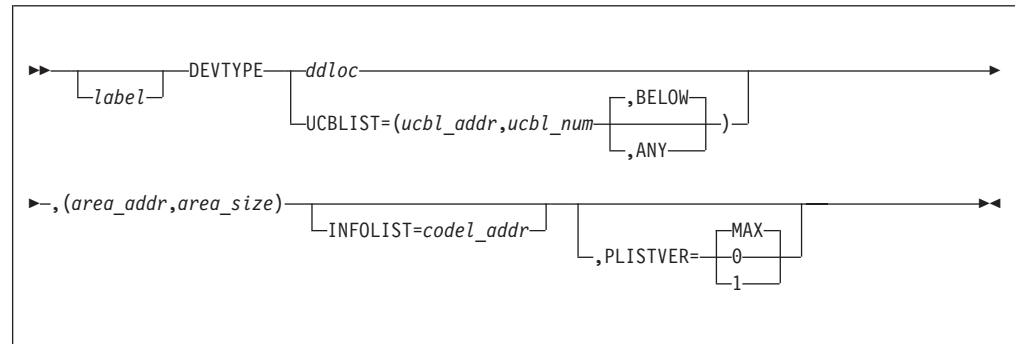 DEVTYPE ddloc
label ,BELOW
UCBLIST=(ucbl_addr,ucbl_num )
,ANY
,(area_addr,area_size)
INFOLIST=codel_addr MAX
,PLISTVER= 0
1